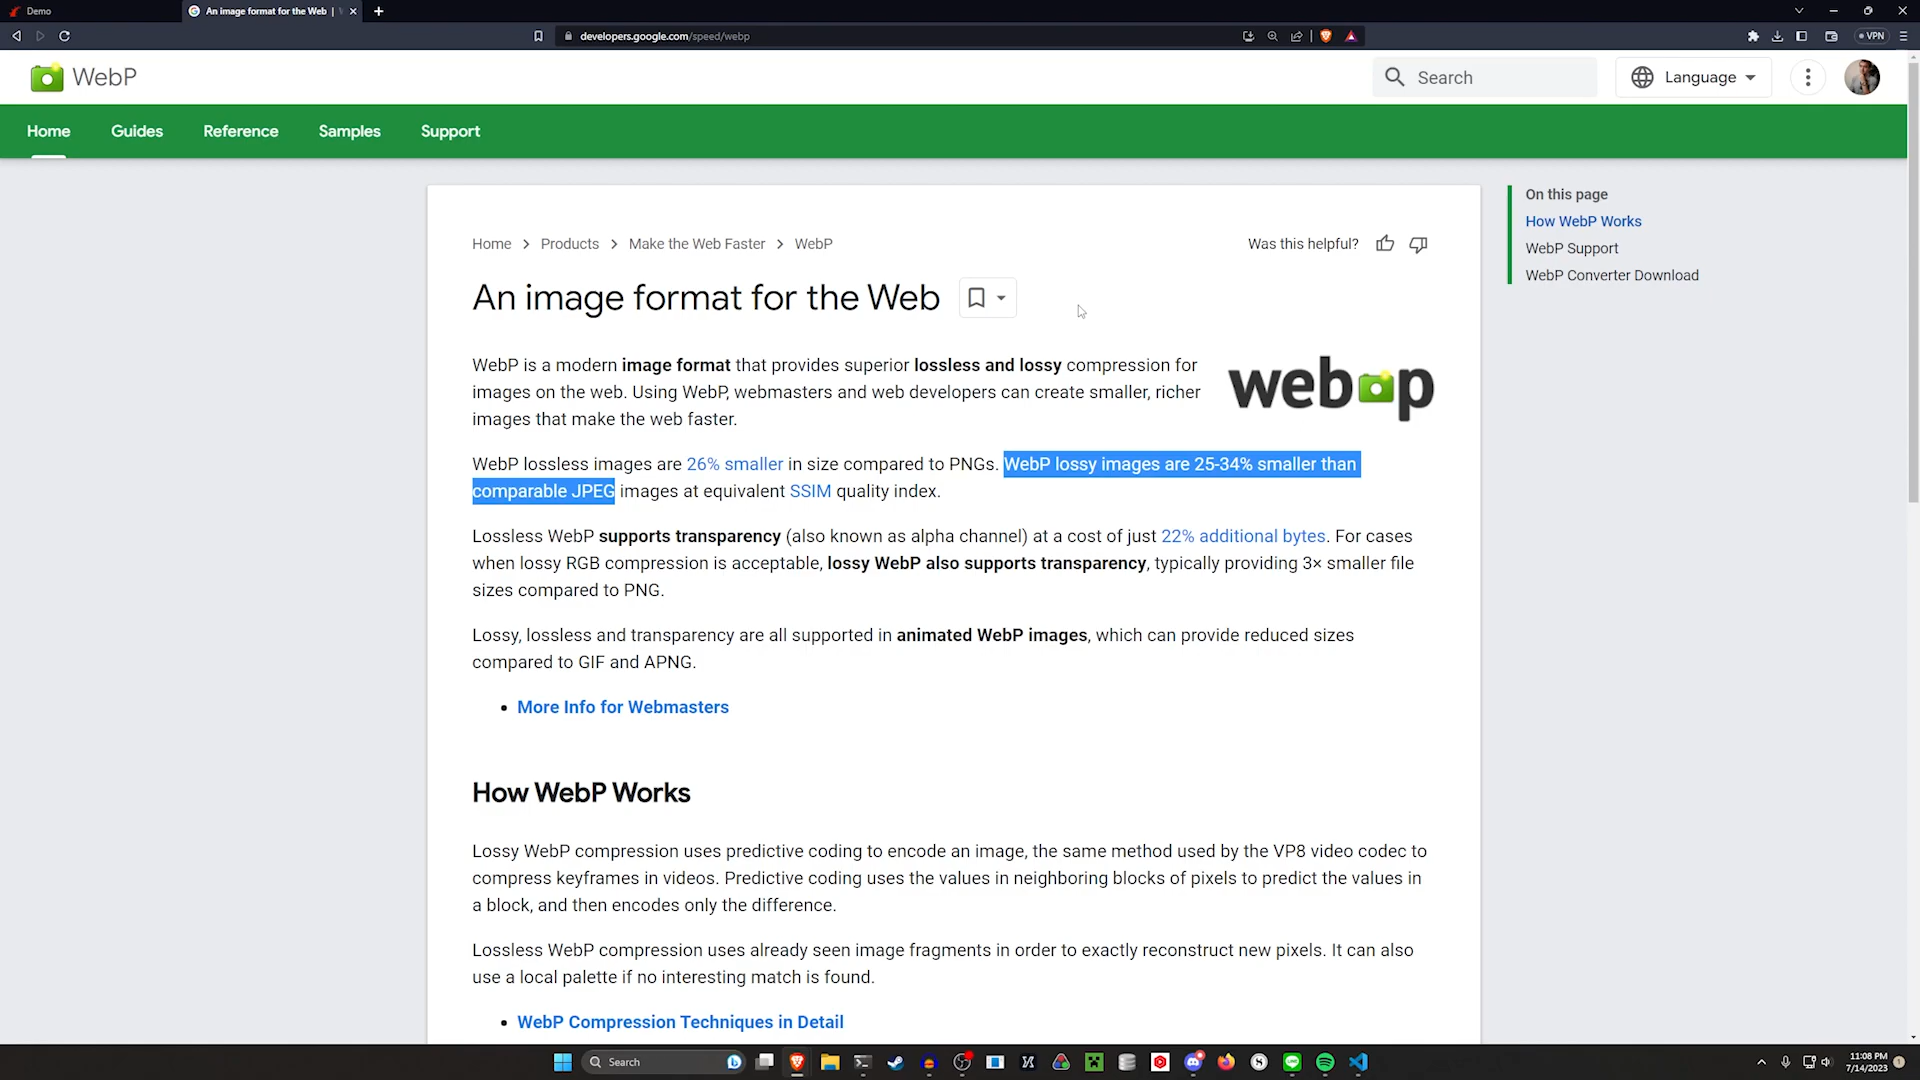 Demo
An image format for the Web |
developers.google.com/speed/webp
VPN
WebP
Search
Language
Home
Guides
Reference
Samples
Support
Home > Products > Make the Web Faster > WebP
Was this helpful?
On this page
How WebP Works
WebP Support
WebP Converter Download
An image format for the Web
WebP is a modern image format that provides superior lossless and lossy compression for
images on the web. Using WebP, webmasters and web developers can create smaller, richer
images that make the web faster.
webp
WebP lossless images are 26% smaller in size compared to PNGs. WebP lossy images are 25-34% smaller than
comparable JPEG images at equivalent SSIM quality index.
Lossless WebP supports transparency (also known as alpha channel) at a cost of just 22% additional bytes. For cases
when lossy RGB compression is acceptable, lossy WebP also supports transparency, typically providing 3× smaller file
sizes compared to PNG.
Lossy, lossless and transparency are all supported in animated WebP images, which can provide reduced sizes
compared to GIF and APNG.
• More Info for Webmasters
How WebP Works
Lossy WebP compression uses predictive coding to encode an image, the same method used by the VP8 video codec to
compress keyframes in videos. Predictive coding uses the values in neighboring blocks of pixels to predict the values in
a block, and then encodes only the difference.
Lossless WebP compression uses already seen image fragments in order to exactly reconstruct new pixels. It can also
use a local palette if no interesting match is found.
• WebP Compression Techniques in Detail
Search
11:08 PM
7/14/2023